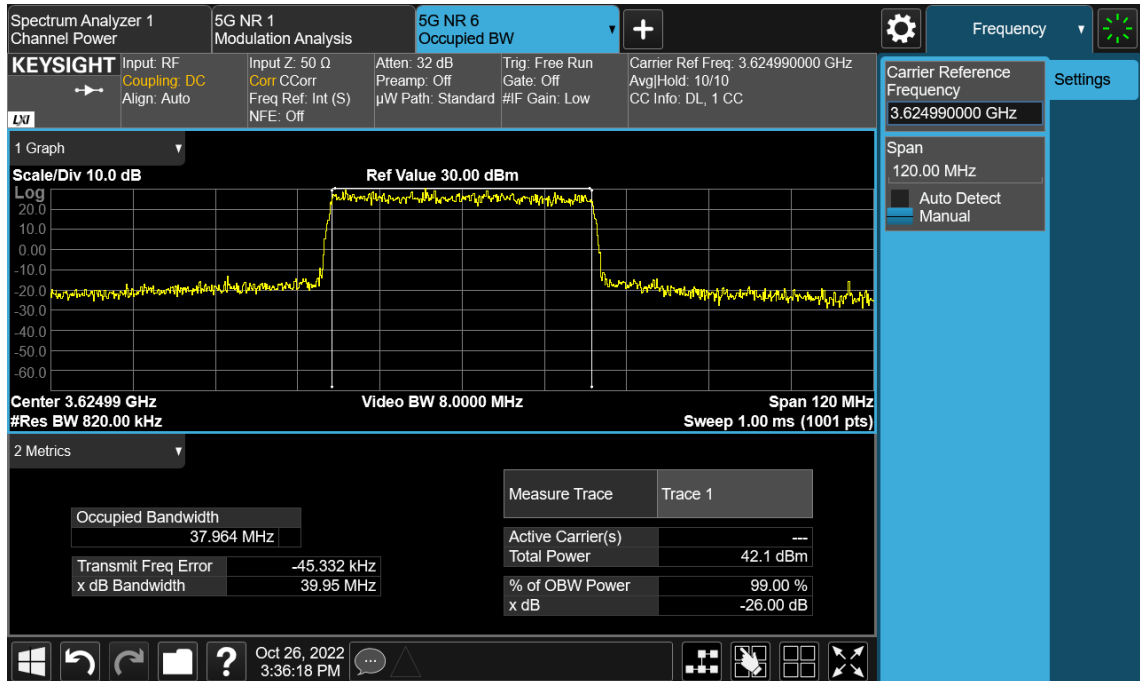 Spectrum Analyzer 1
Channel Power
5G NR 1
Modulation Analysis
5G NR 6
Occupied BW
Frequency
KEYSIGHT
LXI
Input: RF
Coupling: DC
Align: Auto
Input Z: 50 Ω
Corr CCorr
Freq Ref: Int (S)
NFE: Off
Atten: 32 dB
Preamp: Off
µW Path: Standard
Trig: Free Run
Gate: Off
#IF Gain: Low
Carrier Ref Freq: 3.624990000 GHz
Avg|Hold: 10/10
CC Info: DL, 1 CC
Carrier Reference
Frequency
3.624990000 GHz
Settings
Span
120.00 MHz
Auto Detect
Manual
1 Graph
Scale/Div 10.0 dB
Ref Value 30.00 dBm
Log
20.0
10.0
0.00
-10.0
-20.0
-30.0
-40.0
-50.0
-60.0
Center 3.62499 GHz
Video BW 8.0000 MHz
Span 120 MHz
#Res BW 820.00 kHz
Sweep 1.00 ms (1001 pts)
2 Metrics
Measure Trace
Trace 1
Occupied Bandwidth
37.964 MHz
Active Carrier(s)
---
Total Power
42.1 dBm
Transmit Freq Error
-45.332 kHz
x dB Bandwidth
39.95 MHz
% of OBW Power
99.00 %
x dB
-26.00 dB
?
Oct 26, 2022
3:36:18 PM